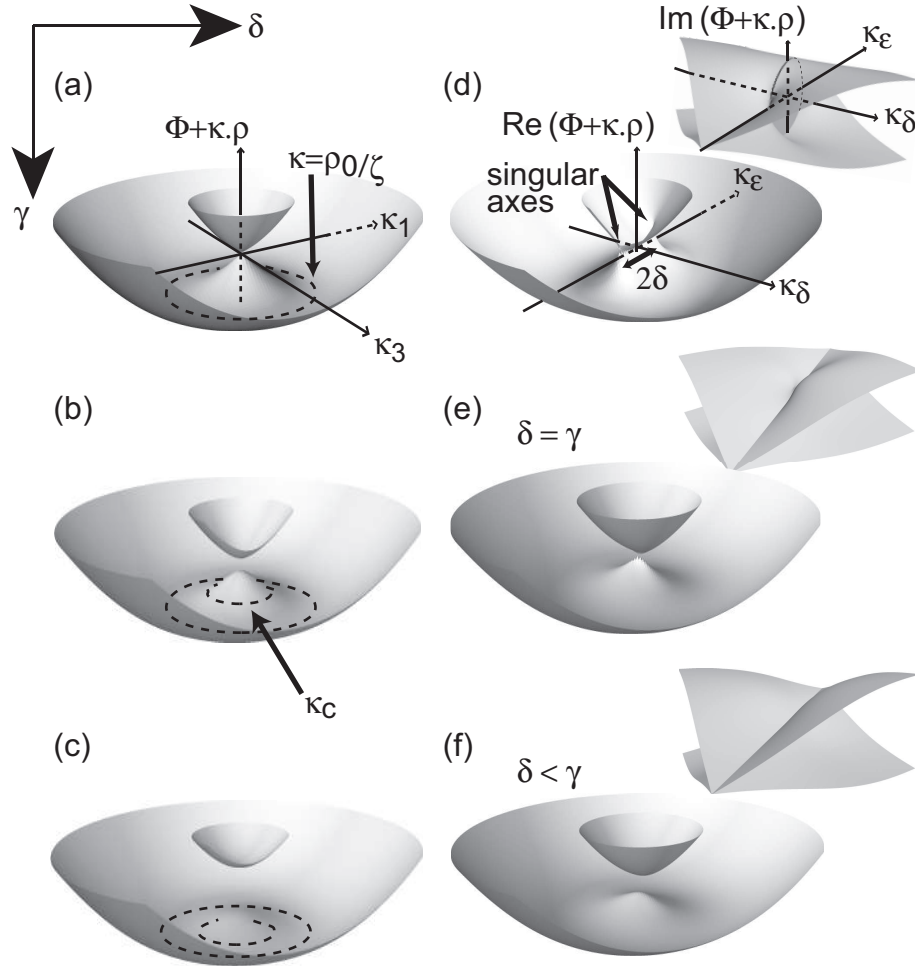 δ
γ
(a)
Φ+κ.ρ
κ=ρ0/ζ
κ1
κ3
(d)
Im (Φ+κ.ρ)
κε
κδ
Re (Φ+κ.ρ)
singular
axes
κε
2δ
κδ
(b)
κc
(e)
δ = γ
(c)
(f)
δ < γ